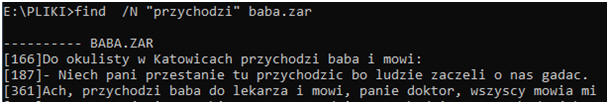 E:\PLIKI>find  /N "przychodzi" baba.zar
---------- BABA.ZAR
[166]Do okulisty w Katowicach przychodzi baba i mowi:
[187]- Niech pani przestanie tu przychodzic bo ludzie zaczeli o nas gadac.
[361]Ach, przychodzi baba do lekarza i mowi, panie doktor, wszyscy mowia mi